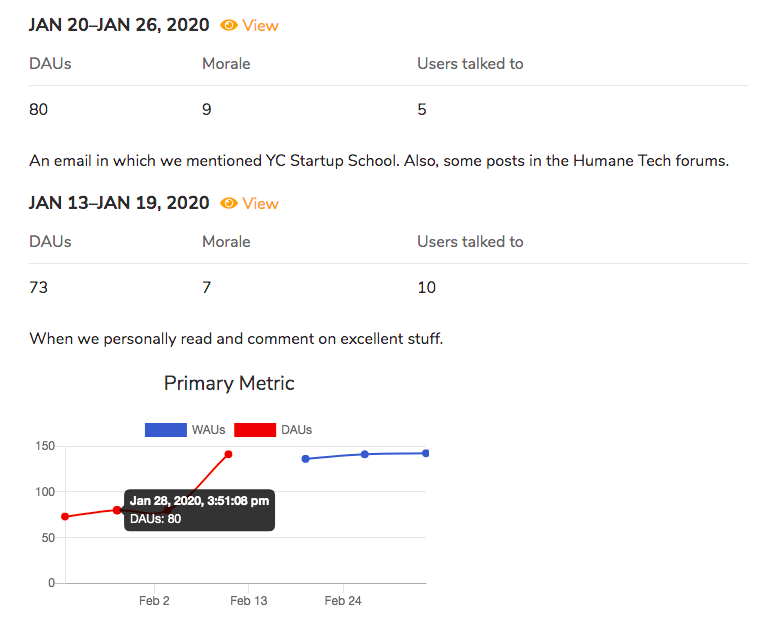 JAN 20–JAN 26, 2020 View
DAUs Morale Users talked to
80 9 5
An email in which we mentioned YC Startup School. Also, some posts in the Humane Tech forums.
JAN 13–JAN 19, 2020 View
DAUs Morale Users talked to
73 7 10
When we personally read and comment on excellent stuff.
Primary Metric
WAUs DAUs
150
100
Jan 28, 2020, 3:51:08 pm
DAUs: 80
50
0
Feb 2 Feb 13 Feb 24